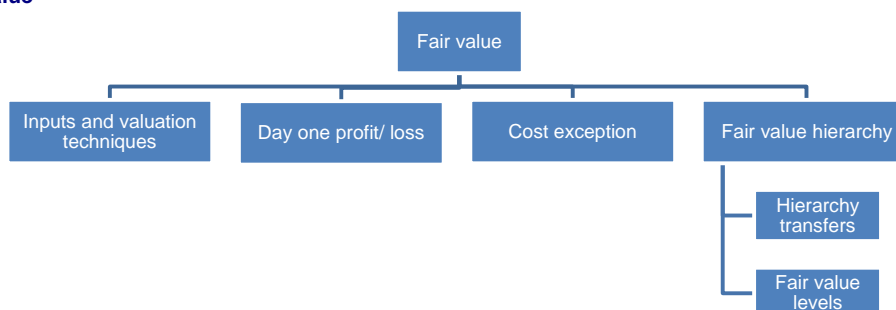 Fair value
Inputs and valuation
techniques
Day one profit/ loss
Cost exception
Fair value hierarchy
Hierarchy
transfers
Fair value
levels